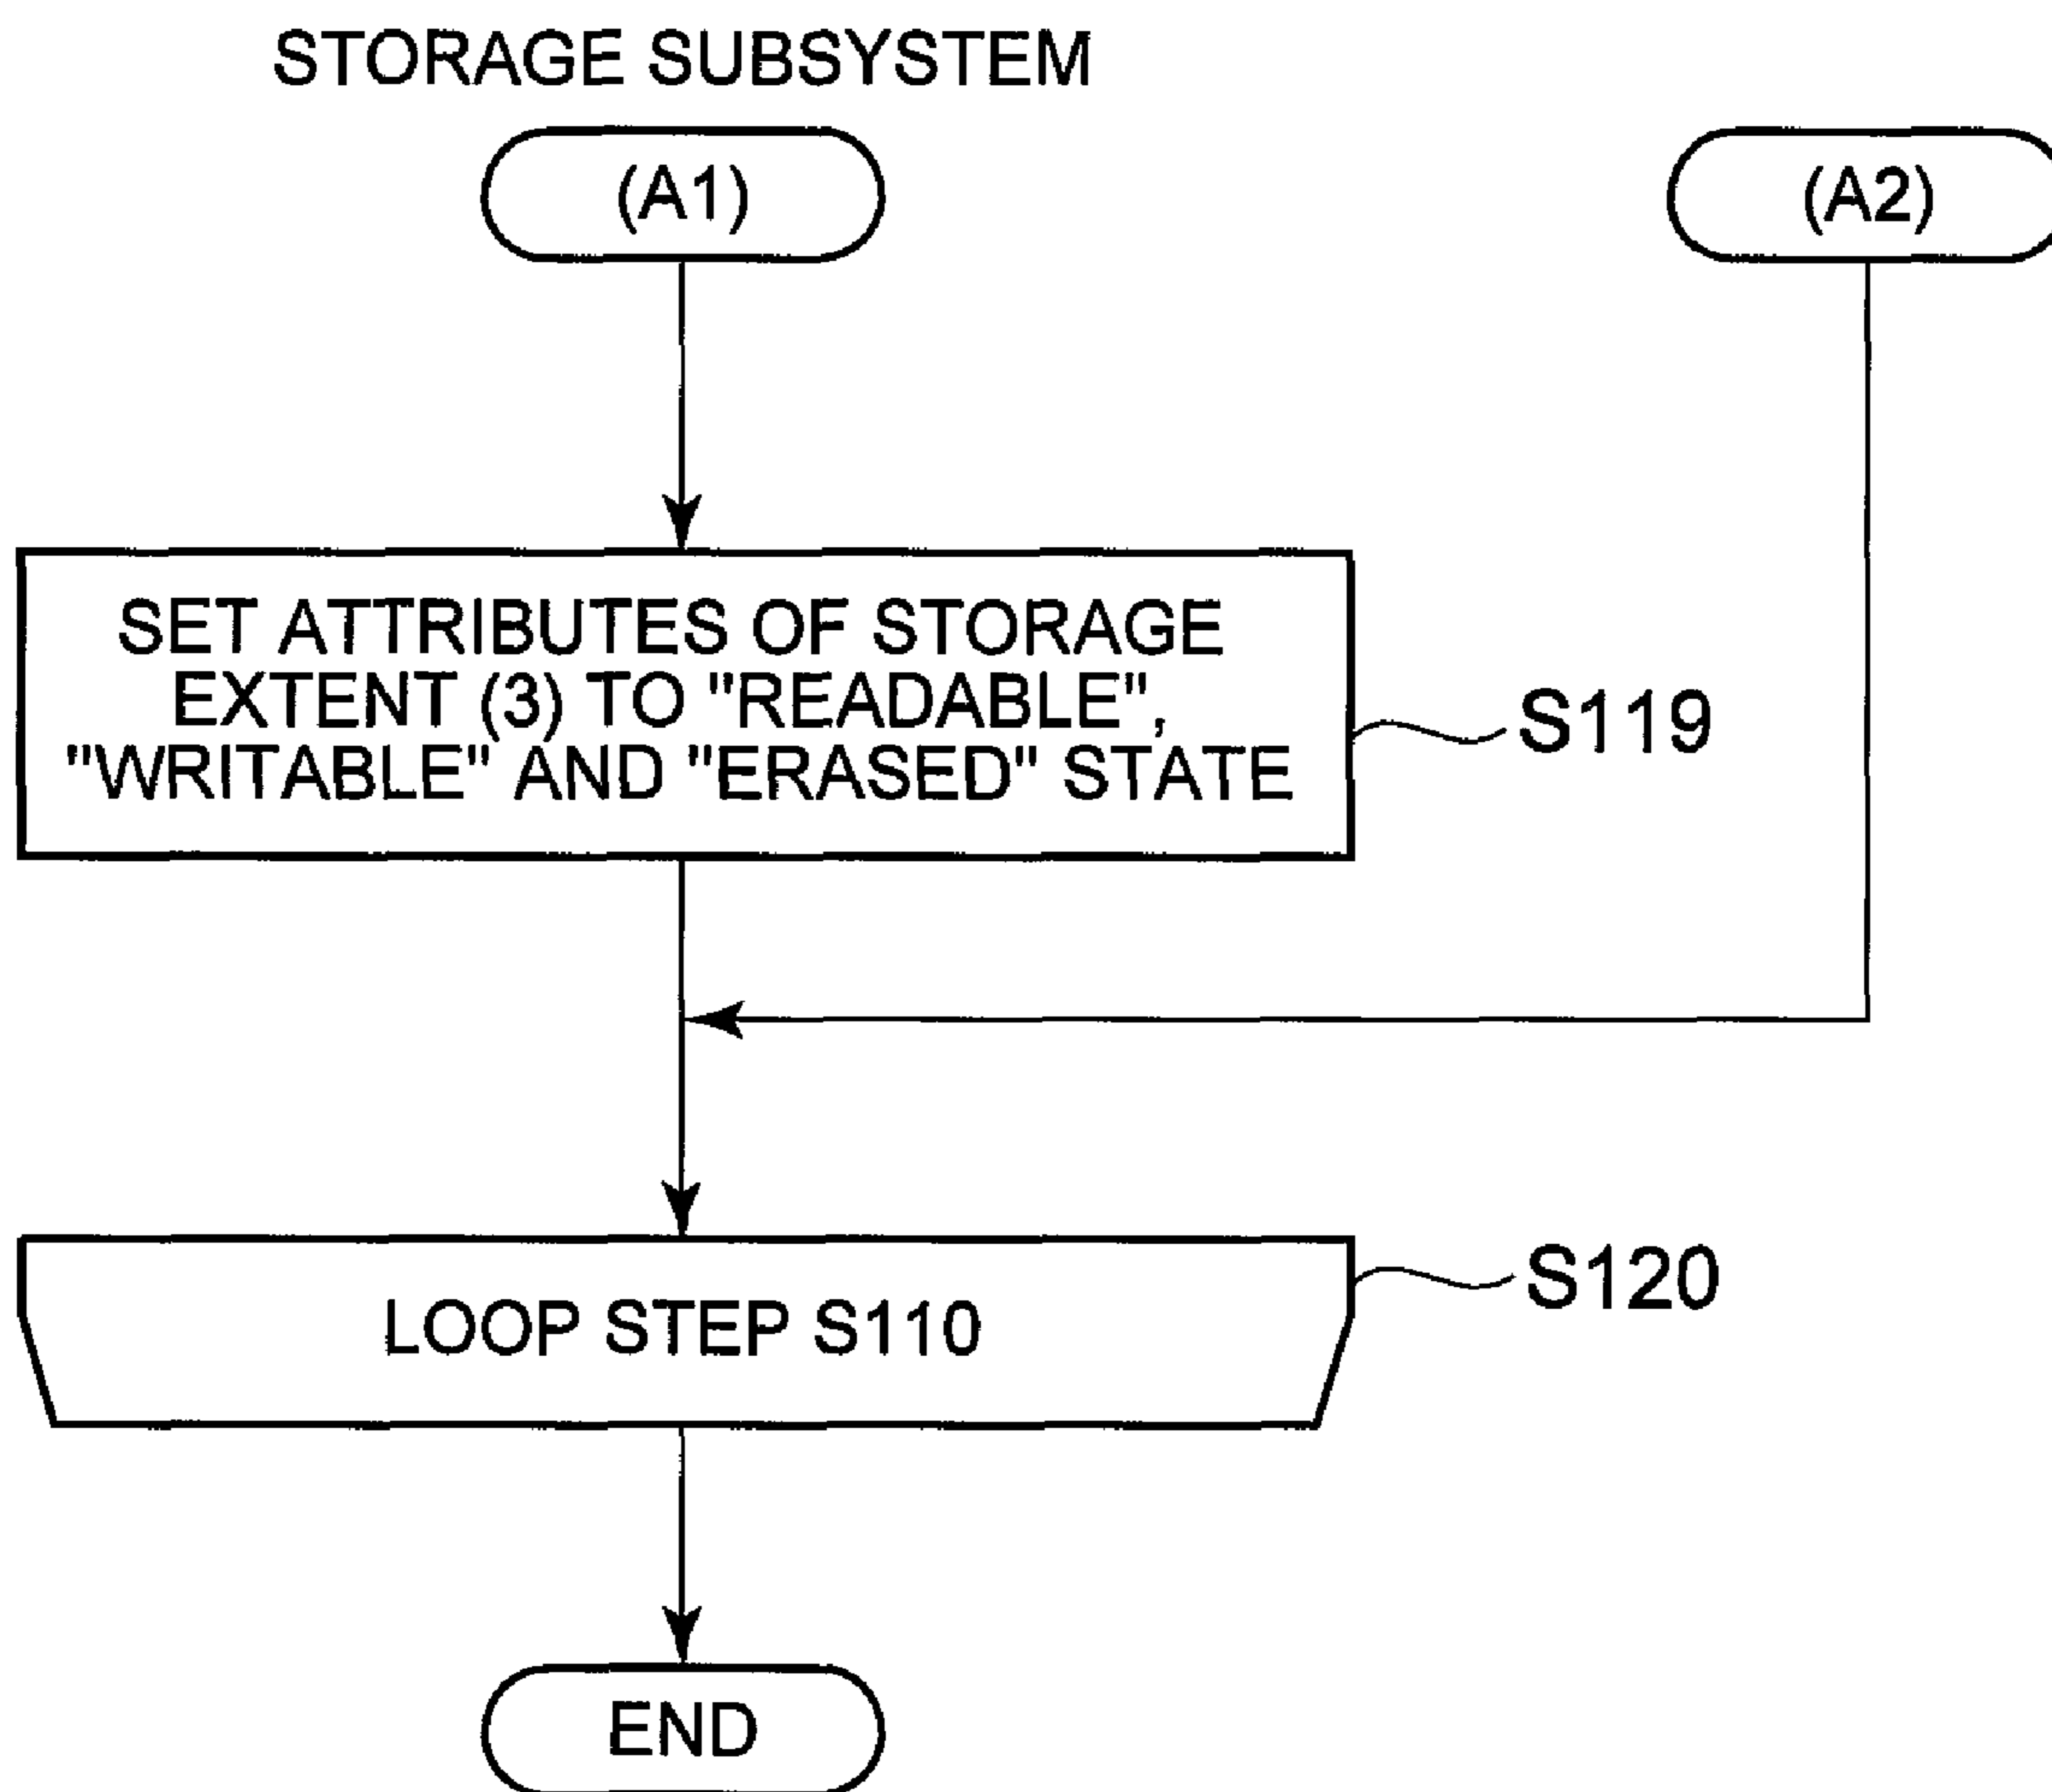 STORAGE SUBSYSTEM
(A1)
(A2)
SET ATTRIBUTES OF STORAGE
EXTENT (3) TO "READABLE",
"WRITABLE" AND "ERASED" STATE
S119
LOOP STEP S110
S120
END